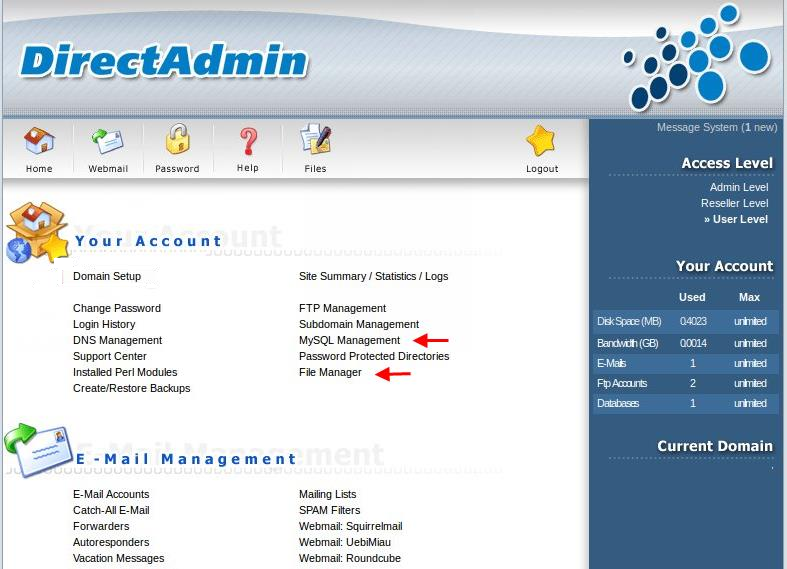 DirectAdmin
Home Webmail Password Help Files Logout
Your Account
Domain Setup
Site Summary / Statistics / Logs
Change Password
Login History
DNS Management
Support Center
Installed Perl Modules
Create/Restore Backups
FTP Management
Subdomain Management
MySQL Management
Password Protected Directories
File Manager
E-Mail Management
E-Mail Accounts
Catch-All E-Mail
Forwarders
Autoresponders
Vacation Messages
Mailing Lists
SPAM Filters
Webmail: Squirrelmail
Webmail: UebiMiau
Webmail: Roundcube
Message System (1 new)
Access Level
Admin Level
Reseller Level
» User Level
Your Account
Used Max
Disk Space (MB) 0.4023 unlimited
Bandwidth (GB) 0.0014 unlimited
E-Mails 1 unlimited
Ftp Accounts 2 unlimited
Databases 1 unlimited
Current Domain